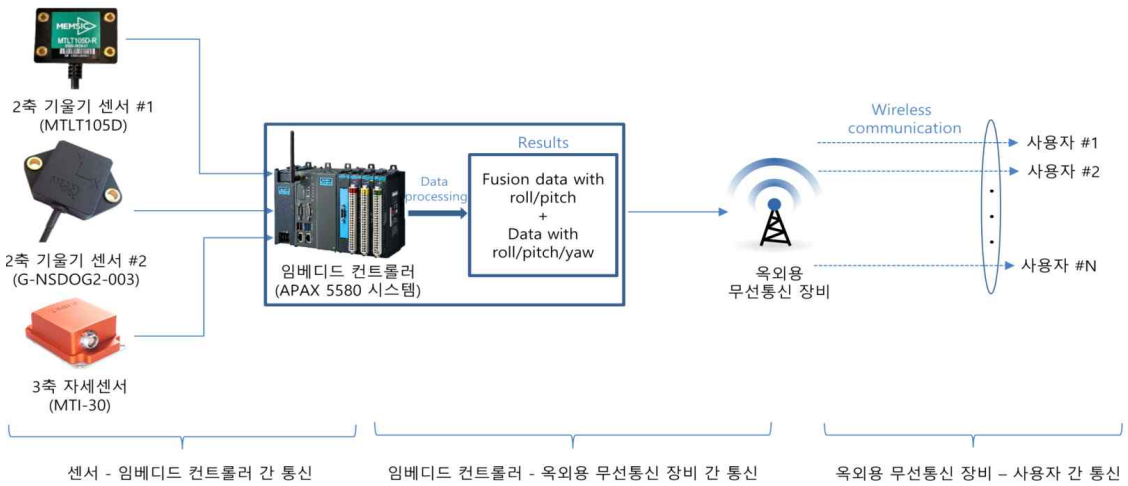 MEMSIC
MTLT105D-R
2축 기울기 센서 #1
(MTLT105D)
2축 기울기 센서 #2
(G-NSDOG2-003)
3축 자세센서
(MTI-30)
임베디드 컨트롤러
(APAX 5580 시스템)
Data
processing
Results
Fusion data with
roll/pitch
+
Data with
roll/pitch/yaw
옥외용
무선통신 장비
Wireless
communication
사용자 #1
사용자 #2
사용자 #N
센서 - 임베디드 컨트롤러 간 통신
임베디드 컨트롤러 - 옥외용 무선통신 장비 간 통신
옥외용 무선통신 장비 – 사용자 간 통신